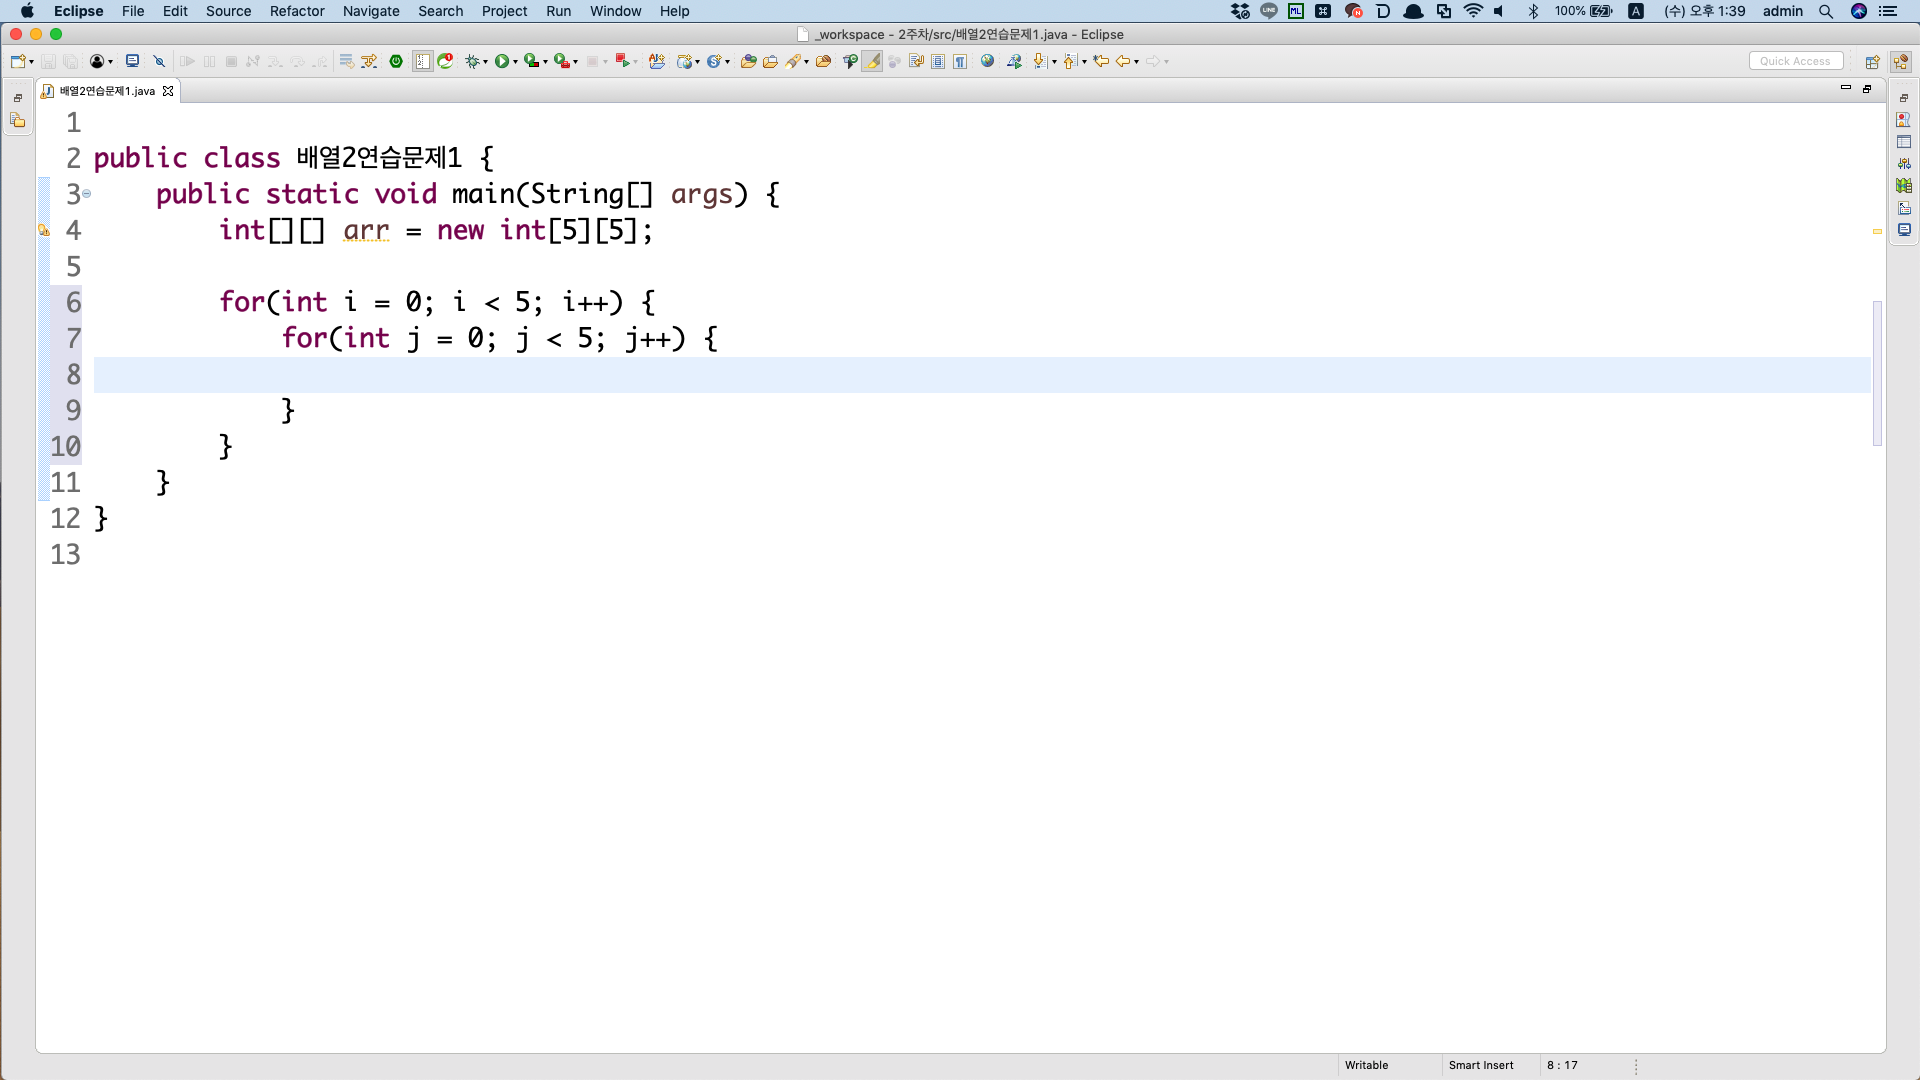 Eclipse File Edit Source Refactor Navigate Search Project Run Window Help LINE ML N 100% A (수) 오후 1:39 admin
_workspace - 2주차/src/배열2연습문제1.java - Eclipse
Quick Access
배열2연습문제1.java
1
2 public class 배열2연습문제1 {
3 public static void main(String[] args) {
4 int[][] arr = new int[5][5];
5
6 for(int i = 0; i < 5; i++) {
7 for(int j = 0; j < 5; j++) {
8
9 }
10 }
11 }
12 }
13
Writable Smart Insert 8 : 17